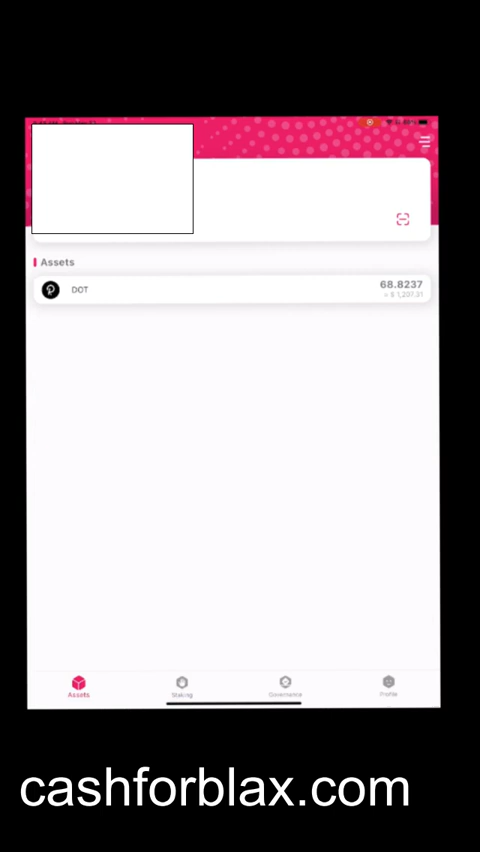 Assets
DOT
68.8237
Assets
Staking
Governance
Profile
cashforblax.com